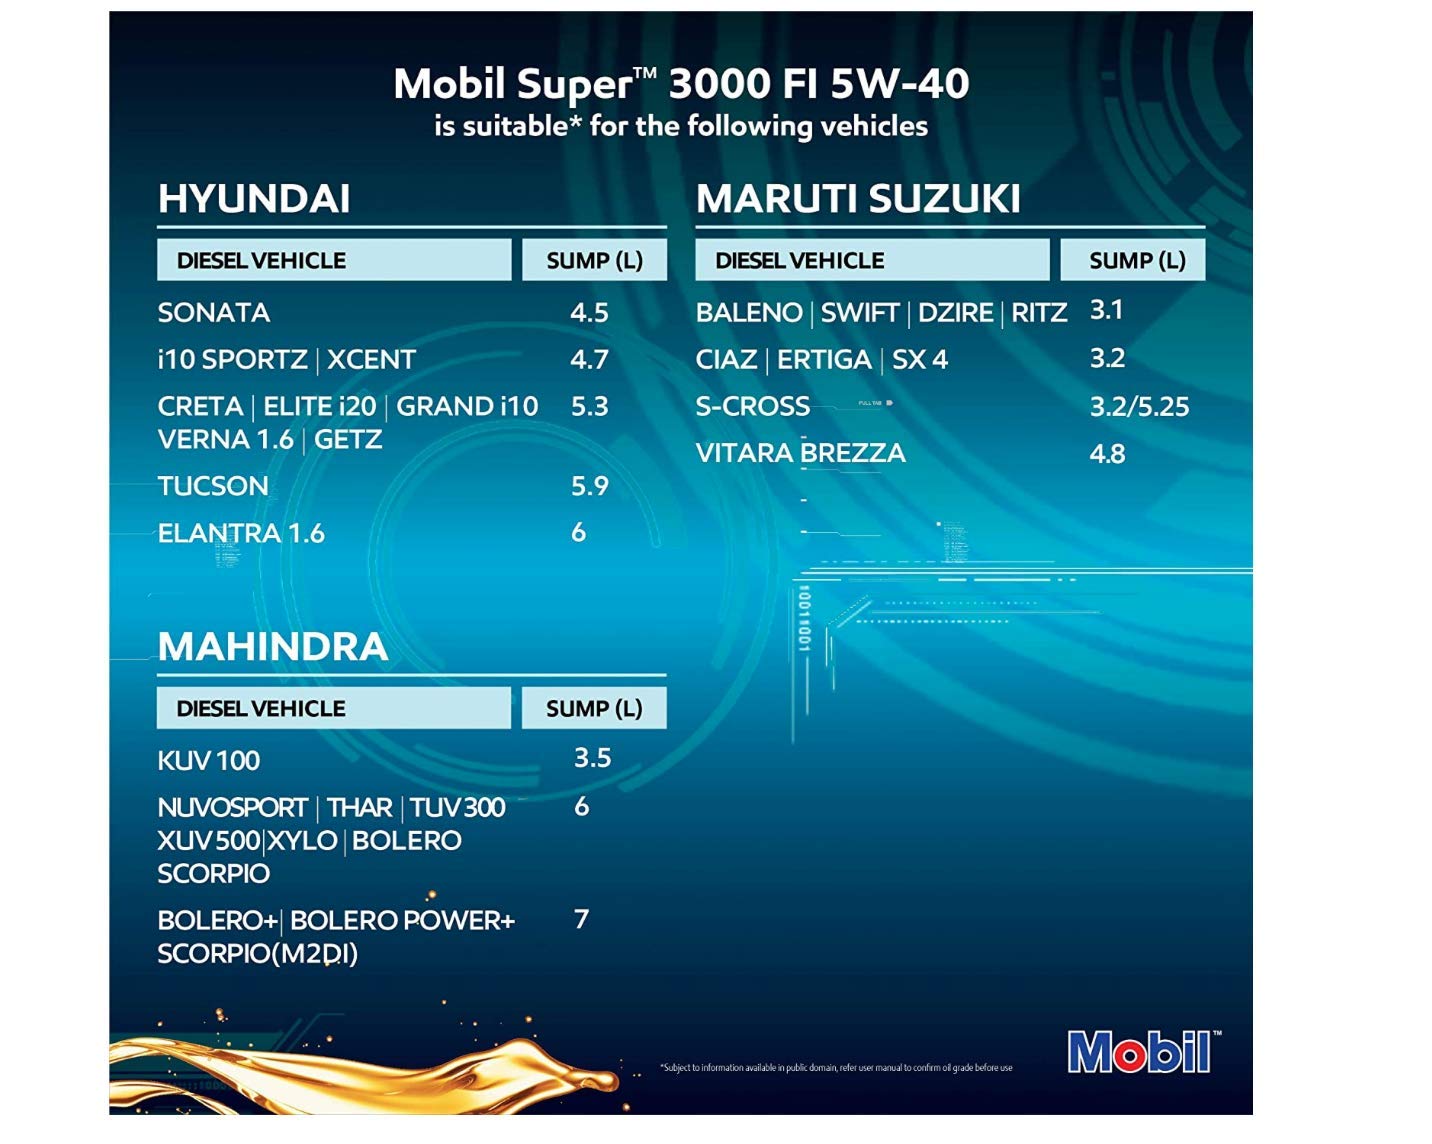 Mobil Super™ 3000 FI 5W-40
is suitable* for the following vehicles
HYUNDAI
DIESEL VEHICLE SUMP (L)
SONATA 4.5
i10 SPORTZ | XCENT 4.7
CRETA | ELITE i20 | GRAND i10 5.3
VERNA 1.6 | GETZ
TUCSON 5.9
ELANTRA 1.6 6
MARUTI SUZUKI
DIESEL VEHICLE SUMP (L)
BALENO | SWIFT | DZIRE | RITZ 3.1
CIAZ | ERTIGA | SX 4 3.2
S-CROSS 3.2/5.25
FULL TAB
VITARA BREZZA 4.8
10011001
MAHINDRA
DIESEL VEHICLE SUMP (L)
KUV 100 3.5
NUVOSPORT | THAR | TUV300 6
XUV500|XYLO | BOLERO
SCORPIO
BOLERO+| BOLERO POWER+ 7
SCORPIO(M2DI)
*Subject to information available in public domain, refer user manual to confirm oil grade before use
Mobil™